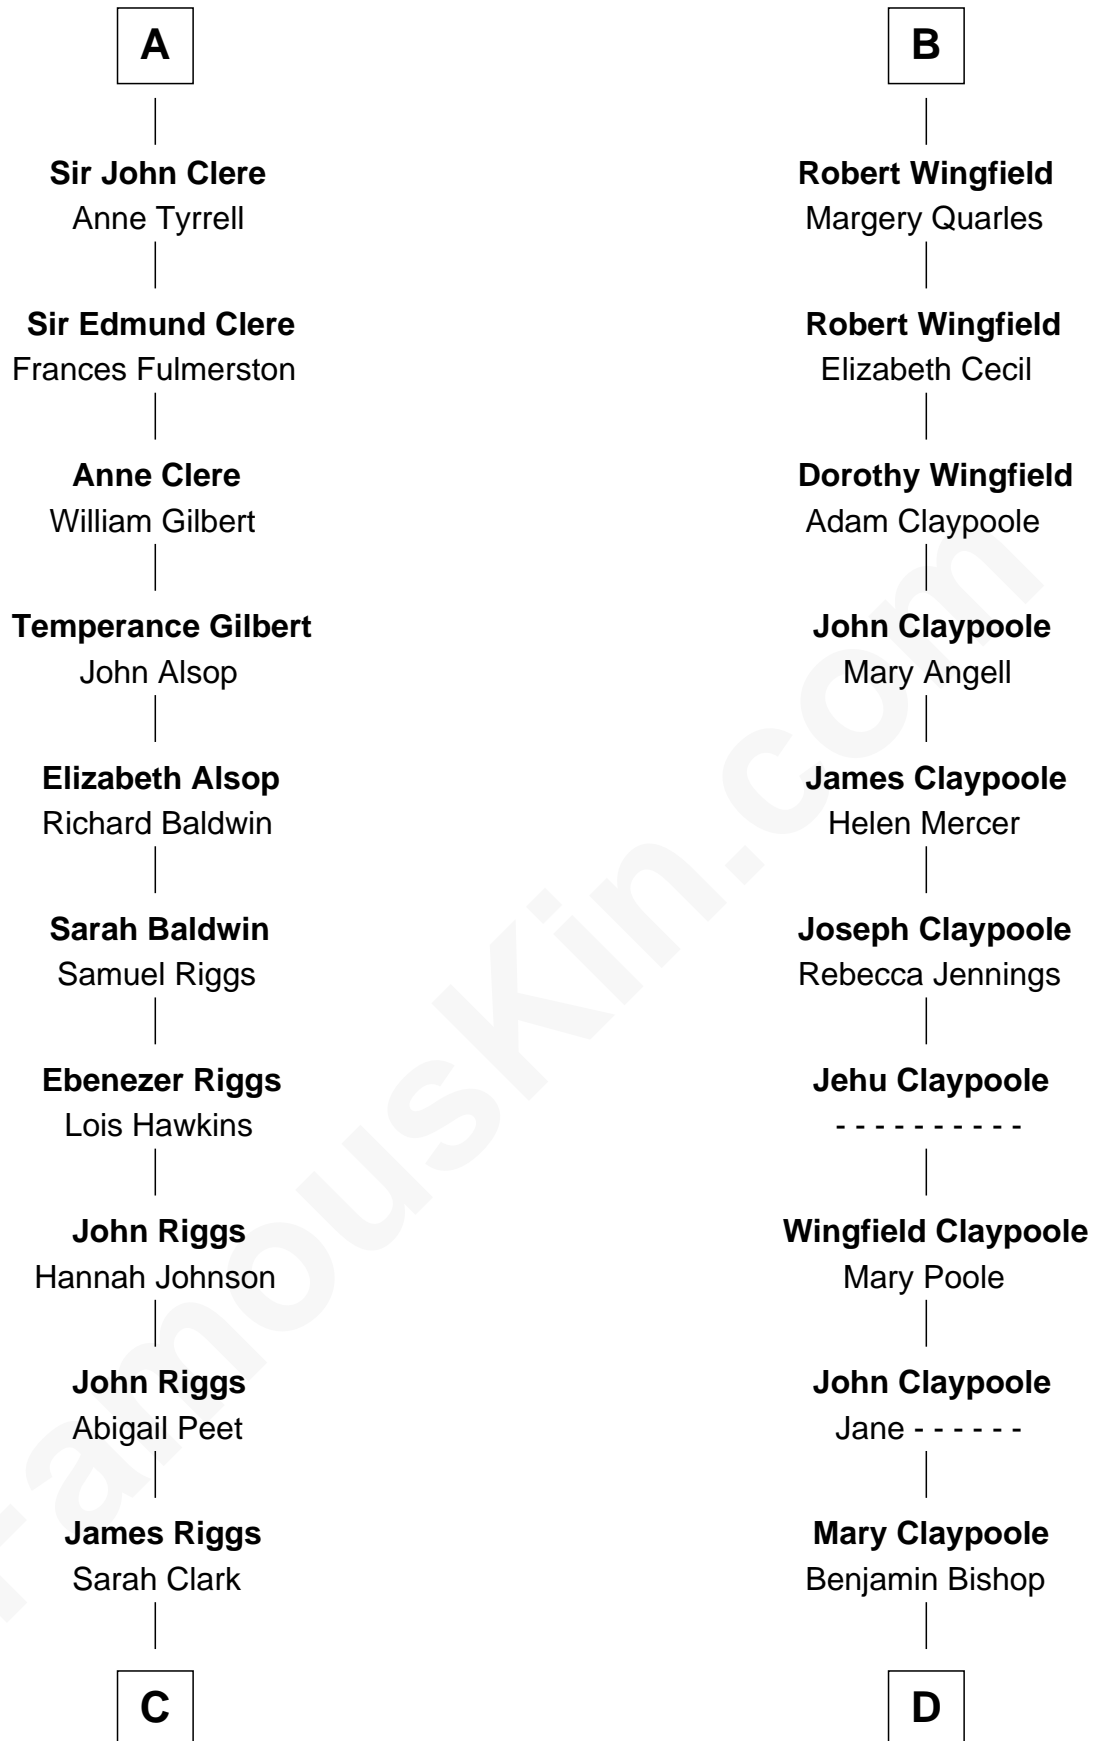 A
Sir John Clere
Anne Tyrrell
Sir Edmund Clere
Frances Fulmerston
Anne Clere
William Gilbert
Temperance Gilbert
John Alsop
Elizabeth Alsop
Richard Baldwin
Sarah Baldwin
Samuel Riggs
Ebenezer Riggs
Lois Hawkins
John Riggs
Hannah Johnson
John Riggs
Abigail Peet
James Riggs
Sarah Clark
C
B
Robert Wingfield
Margery Quarles
Robert Wingfield
Elizabeth Cecil
Dorothy Wingfield
Adam Claypoole
John Claypoole
Mary Angell
James Claypoole
Helen Mercer
Joseph Claypoole
Rebecca Jennings
Jehu Claypoole
- - - - - - - - - -
Wingfield Claypoole
Mary Poole
John Claypoole
Jane - - - - - -
Mary Claypoole
Benjamin Bishop
D
FamousKin.com